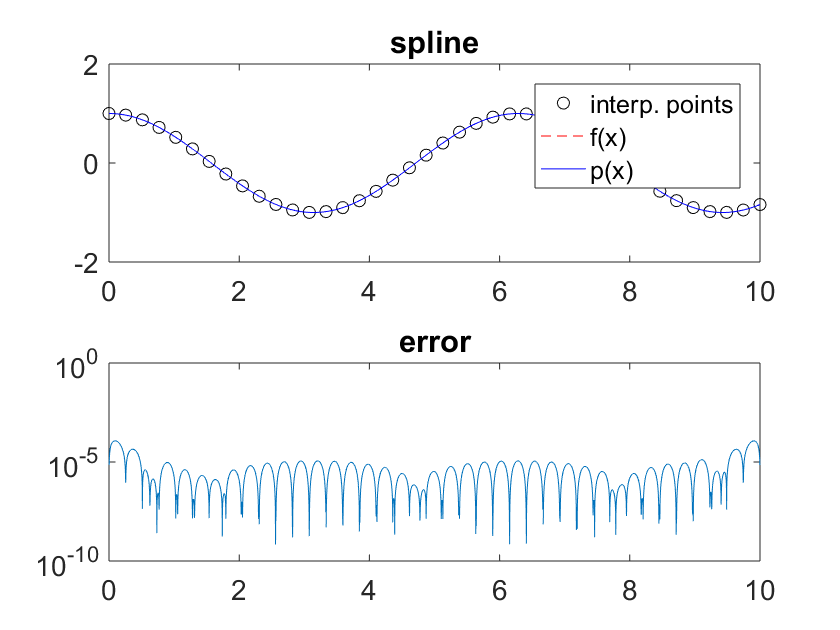 spline
2
interp. points
f(x)
0
p(x)
-2
0 2 4 6 8 10
error
10^0
10^-5
10^-10
0 2 4 6 8 10